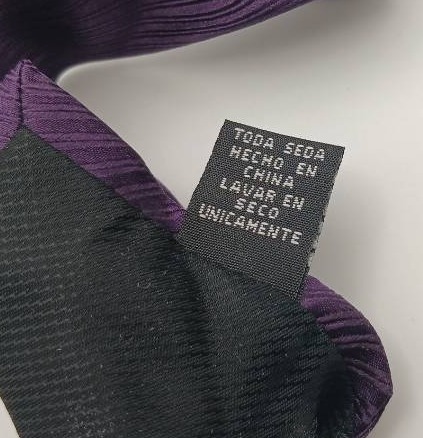 TODA SEDA
HECHO EN
CHINA
LAVAR EN
SECO
UNICAMENTE